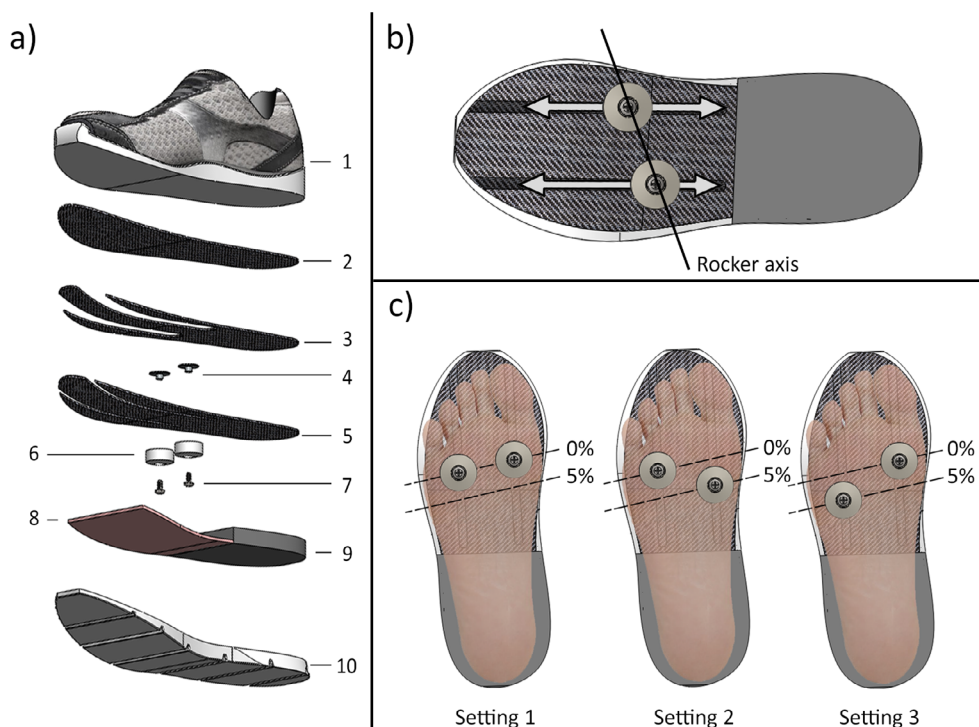 a)
1
2
3
4
5
6
7
8
9
10
b)
Rocker axis
c)
0%
5%
0%
5%
0%
5%
Setting 1
Setting 2
Setting 3